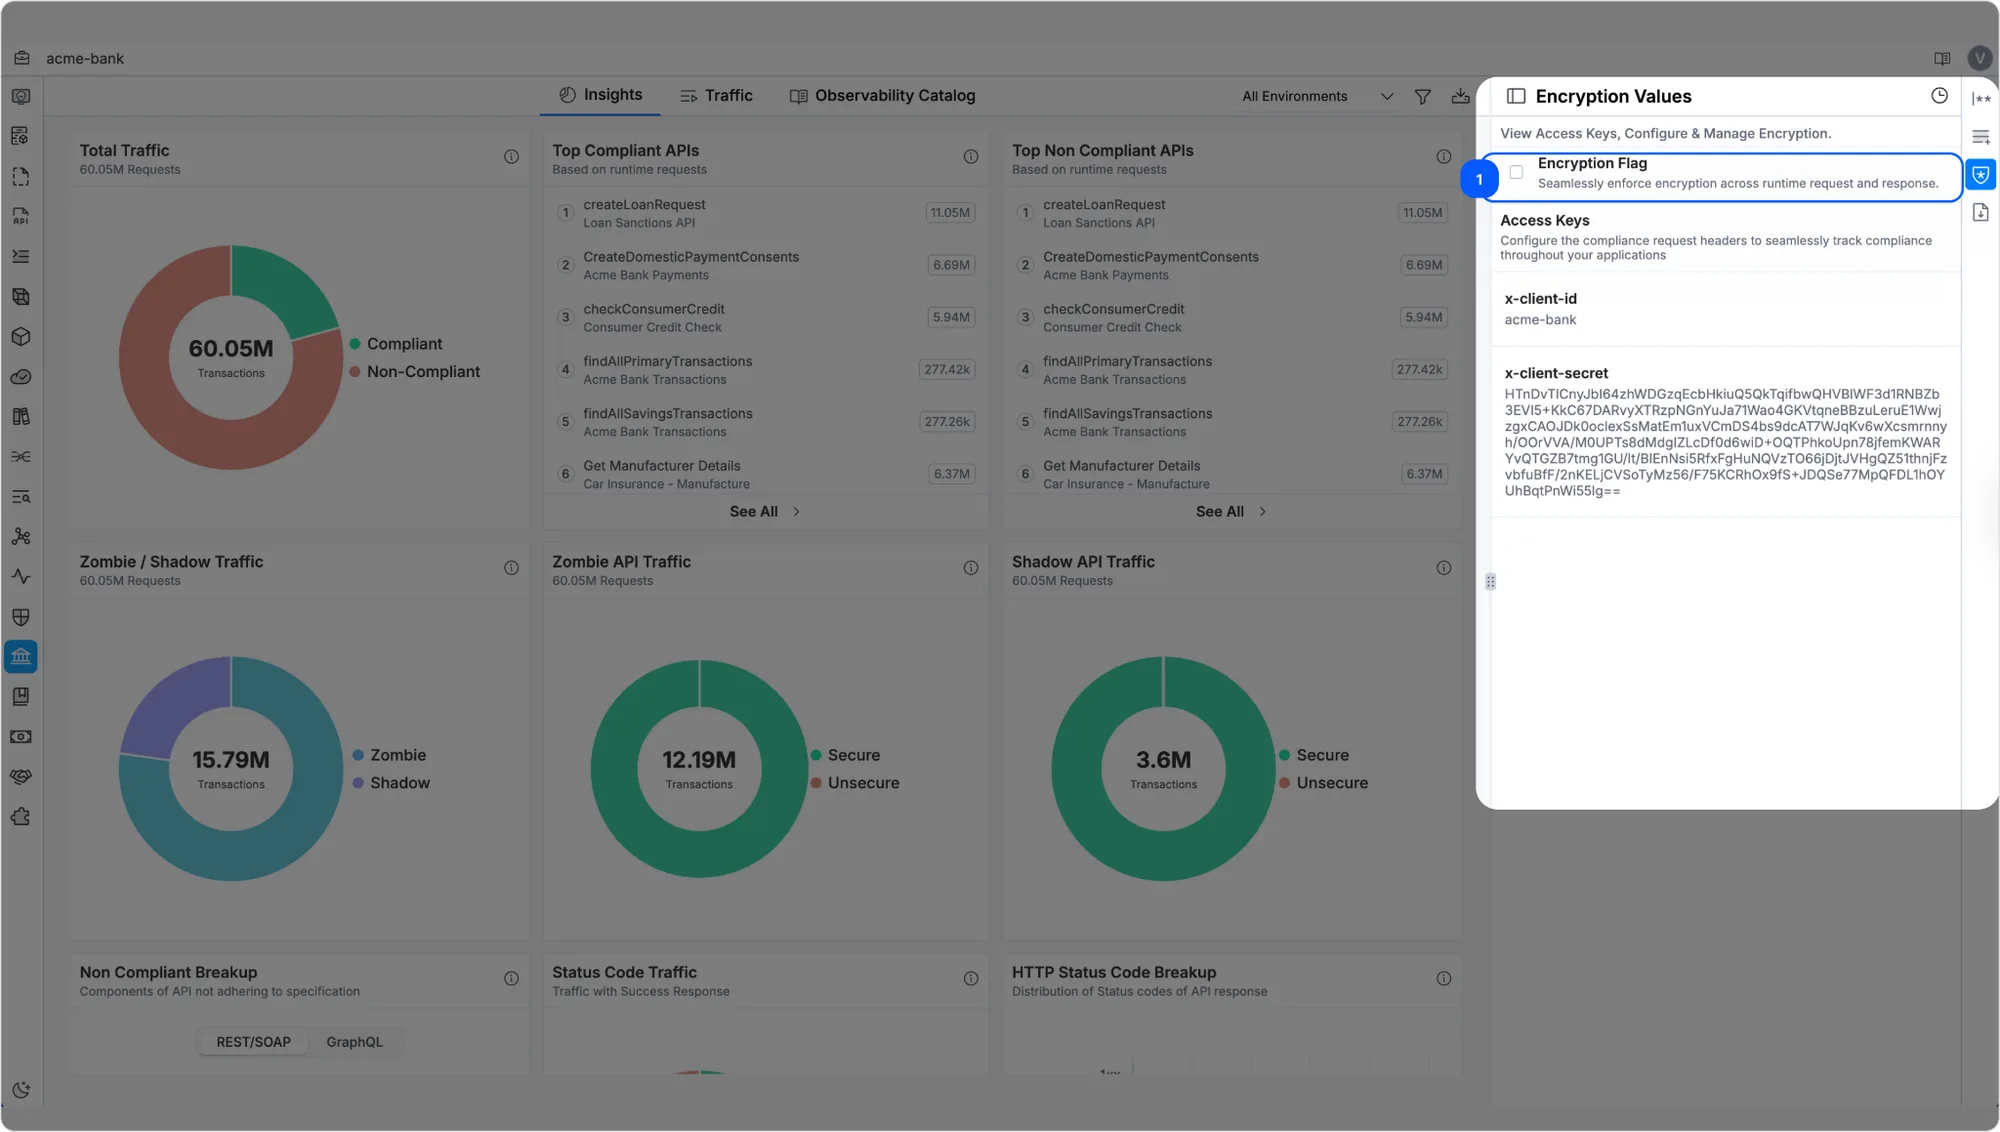 acme-bank
V
Insights
Traffic
Observability Catalog
All Environments
Total Traffic
60.05M Requests
60.05M
Transactions
Compliant
Non-Compliant
Top Compliant APIs
Based on runtime requests
1
createLoanRequest
Loan Sanctions API
11.05M
2
CreateDomesticPaymentConsents
Acme Bank Payments
6.69M
3
checkConsumerCredit
Consumer Credit Check
5.94M
4
findAllPrimaryTransactions
Acme Bank Transactions
277.42k
5
findAllSavingsTransactions
Acme Bank Transactions
277.26k
6
Get Manufacturer Details
Car Insurance - Manufacture
6.37M
See All
Top Non Compliant APIs
Based on runtime requests
1
createLoanRequest
Loan Sanctions API
11.05M
2
CreateDomesticPaymentConsents
Acme Bank Payments
6.69M
3
checkConsumerCredit
Consumer Credit Check
5.94M
4
findAllPrimaryTransactions
Acme Bank Transactions
277.42k
5
findAllSavingsTransactions
Acme Bank Transactions
277.26k
6
Get Manufacturer Details
Car Insurance - Manufacture
6.37M
See All
Zombie / Shadow Traffic
60.05M Requests
15.79M
Transactions
Zombie
Shadow
Zombie API Traffic
60.05M Requests
12.19M
Transactions
Secure
Unsecure
Shadow API Traffic
60.05M Requests
3.6M
Transactions
Secure
Unsecure
Non Compliant Breakup
Components of API not adhering to specification
REST/SOAP
GraphQL
Status Code Traffic
Traffic with Success Response
HTTP Status Code Breakup
Distribution of Status codes of API response
1xx
Encryption Values
View Access Keys, Configure & Manage Encryption.
1
Encryption Flag
Seamlessly enforce encryption across runtime request and response.
Access Keys
Configure the compliance request headers to seamlessly track compliance
throughout your applications
x-client-id
acme-bank
x-client-secret
HTnDvTlCnyJbI64zhWDGzqEcbHkiuQ5QkTqifbwQHVBlWF3d1RNBZb
3EVI5+KkC67DARvyXTRzpNGnYuJa71Wao4GKVtqneBBzuLeruE1Wwj
zgxCAOJDk0oclexSsMatEm1uxVCmDS4bs9dcAT7WJqKv6wXcsmrnny
h/OOrVVA/M0UPTs8dMdglZLcDf0d6wiD+OQTPhkoUpn78jfemKWAR
YvQTGZB7tmg1GU/lt/BlEnNsi5RfxFgHuNQVzTO66jDjtJVHgQZ51thnjFz
vbfuBfF/2nKELjCVSoTyMz56/F75KCRhOx9fS+JDQSe77MpQFDL1hOY
UhBqtPnWi55lg==